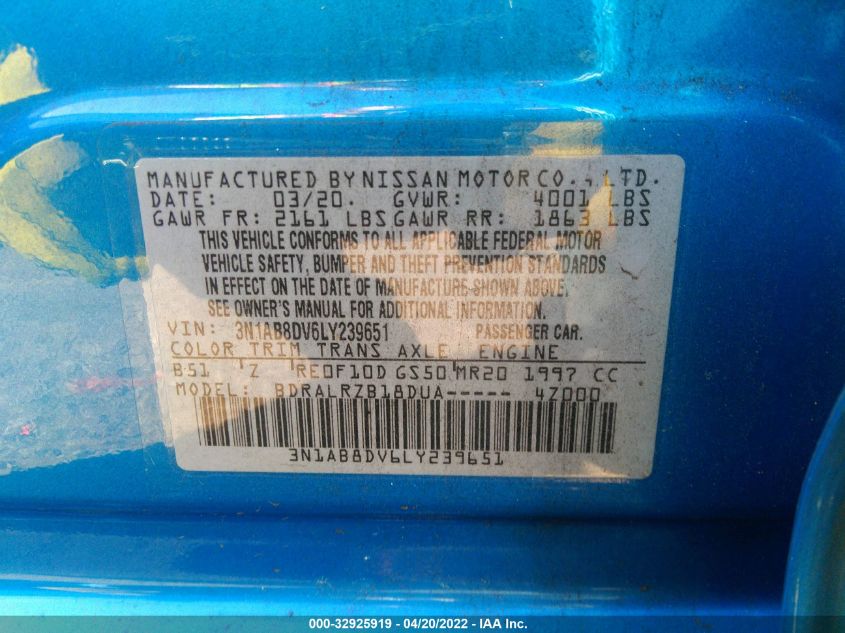 MANUFACTURED BY NISSAN MOTOR CO., LTD.
DATE: 03/20. GVWR: 4001 LBS
GAWR FR: 2161 LBS GAWR RR: 1863 LBS
THIS VEHICLE CONFORMS TO ALL APPLICABLE FEDERAL MOTOR
VEHICLE SAFETY, BUMPER AND THEFT PREVENTION STANDARDS
IN EFFECT ON THE DATE OF MANUFACTURE SHOWN ABOVE.
SEE OWNER'S MANUAL FOR ADDITIONAL INFORMATION.
VIN: 3N1AB8DV6LY239651 PASSENGER CAR.
COLOR TRIM TRANS AXLE ENGINE
B51 Z RE0F10D GS50 MR20 1997 CC
MODEL: BDRALRZB18DUA----- 4Z000
3N1AB8DV6LY239651
000-32925919 - 04/20/2022 - IAA Inc.